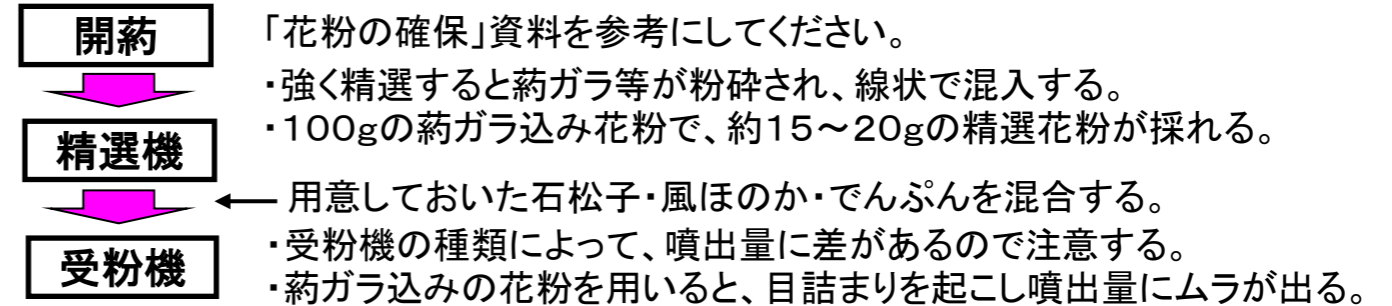 開葯 「花粉の確保」資料を参考にしてください。
・強く精選すると葯ガラ等が粉砕され、線状で混入する。
・100gの葯ガラ込み花粉で、約15～20gの精選花粉が採れる。
精選機
用意しておいた石松子・風ほのか・でんぷんを混合する。
・受粉機の種類によって、噴出量に差があるので注意する。
受粉機
・葯ガラ込みの花粉を用いると、目詰まりを起こし噴出量にムラが出る。